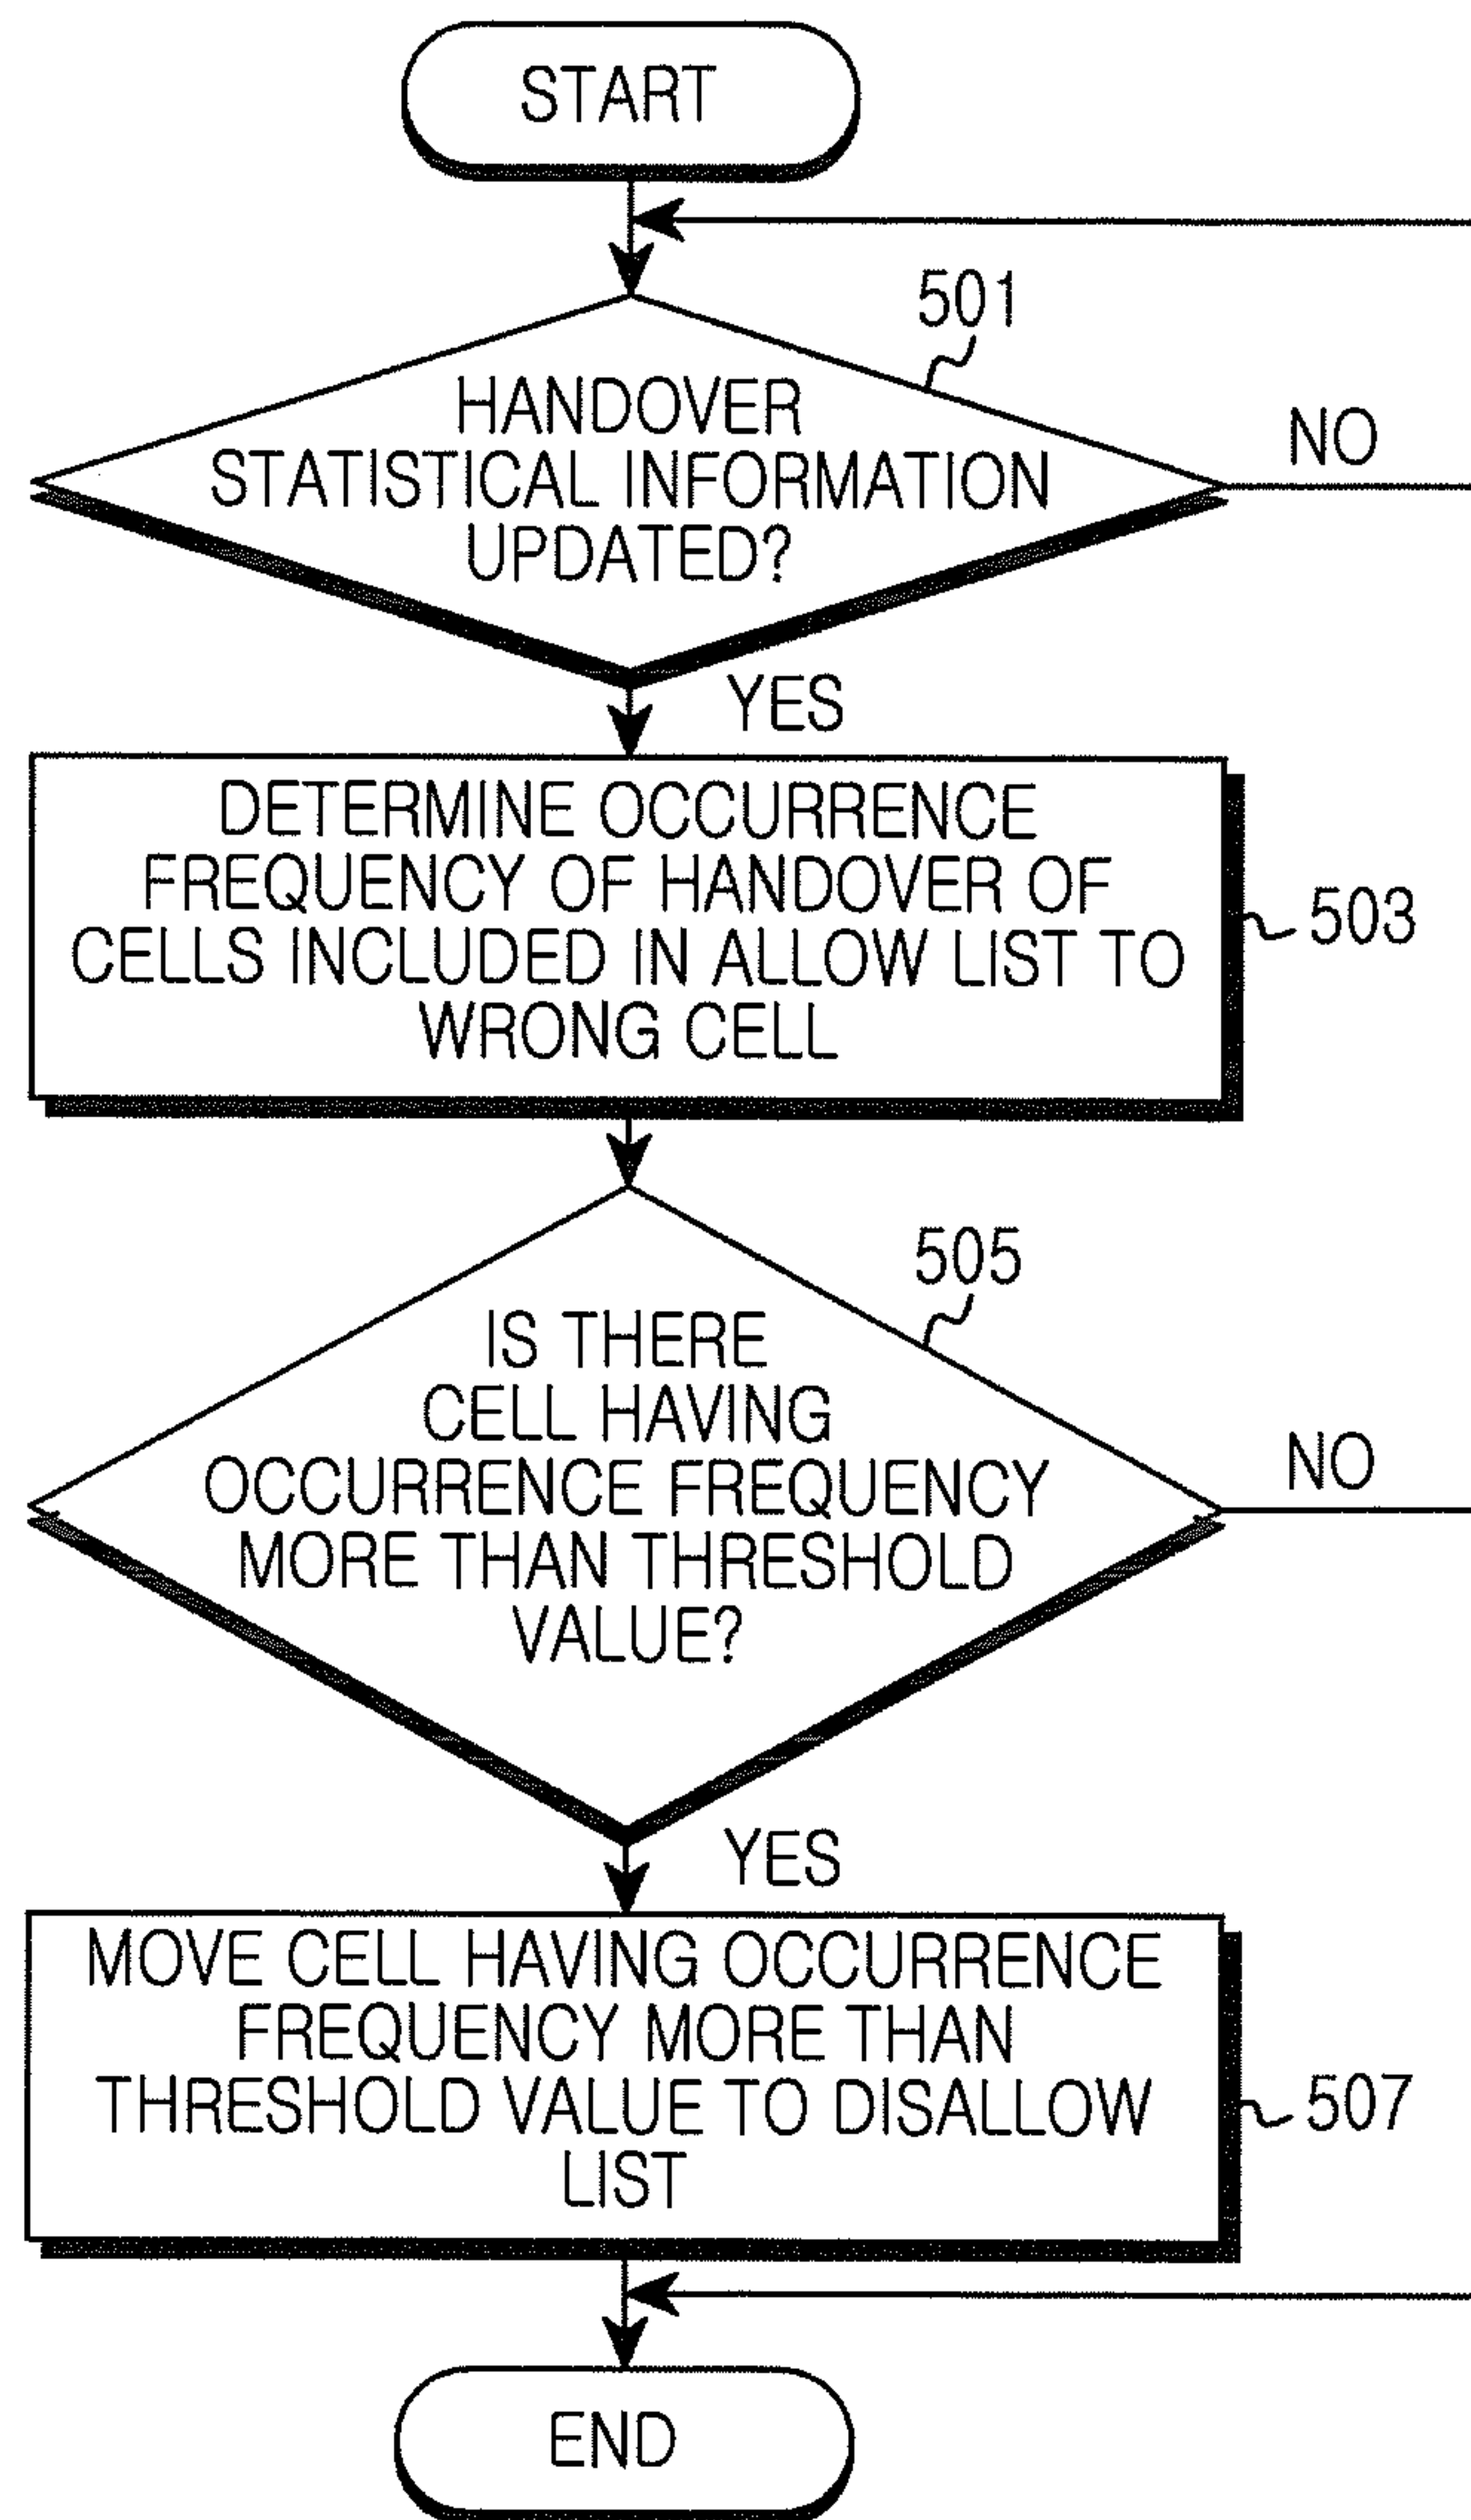 START
501
HANDOVER
STATISTICAL INFORMATION
UPDATED?
NO
YES
DETERMINE OCCURRENCE
FREQUENCY OF HANDOVER OF
CELLS INCLUDED IN ALLOW LIST TO
WRONG CELL
503
505
IS THERE
CELL HAVING
OCCURRENCE FREQUENCY
MORE THAN THRESHOLD
VALUE?
NO
YES
MOVE CELL HAVING OCCURRENCE
FREQUENCY MORE THAN
THRESHOLD VALUE TO DISALLOW
LIST
507
END